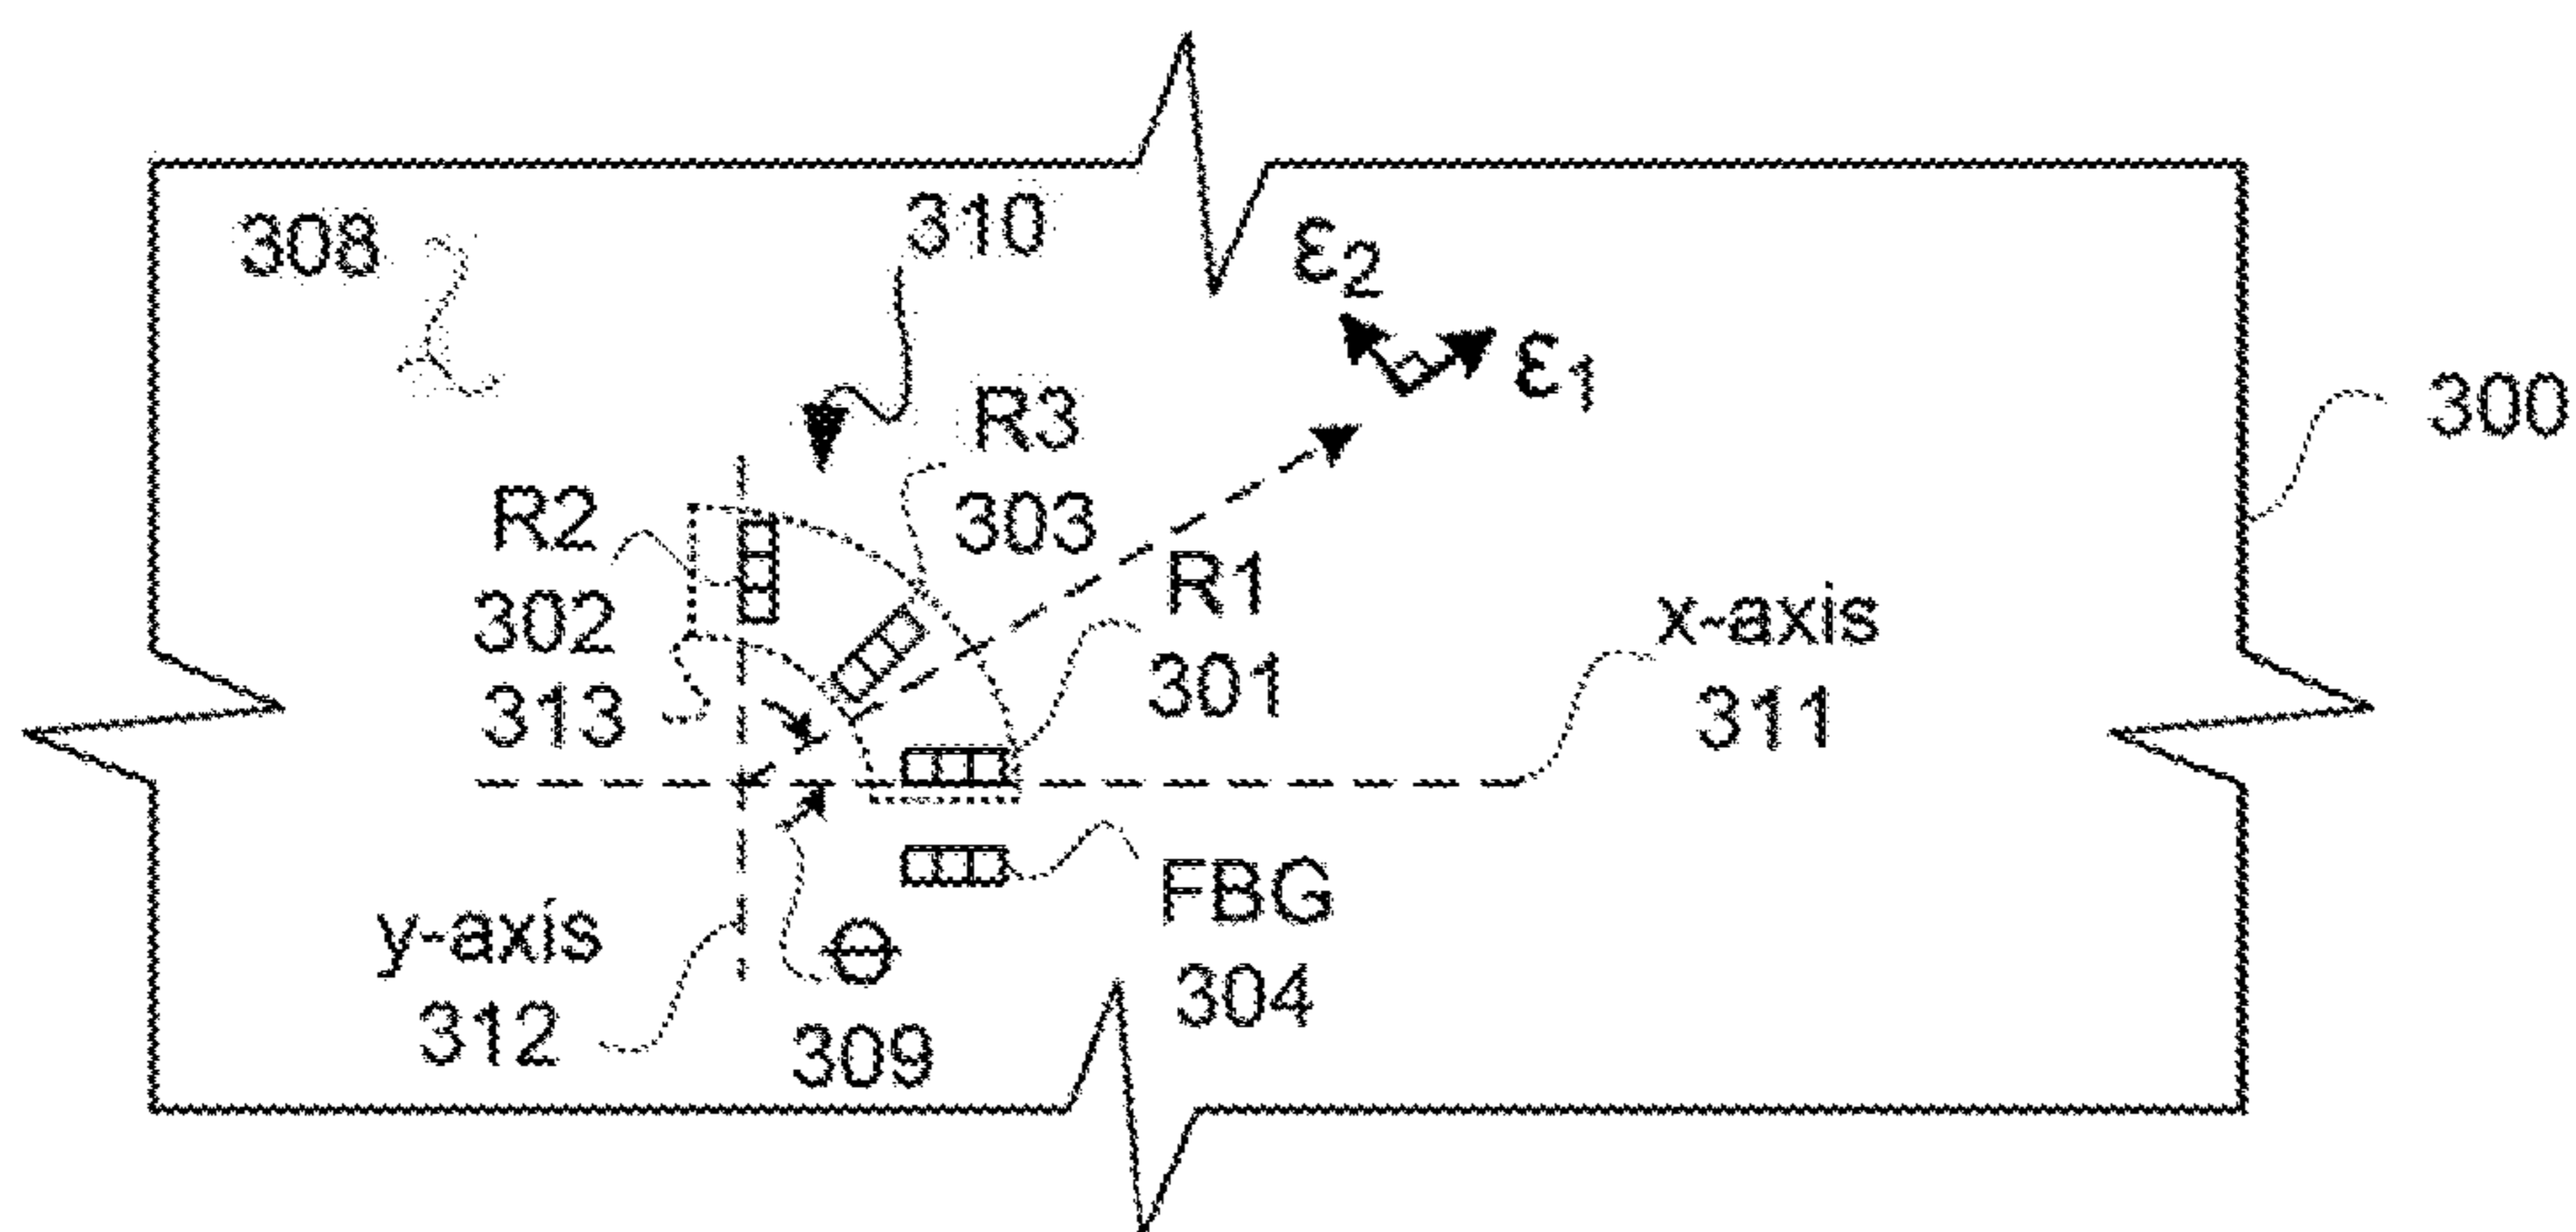 308
310
ε2
ε1
R3
303
300
R2
302
313
R1
301
x-axis
311
FBG
304
y-axis
312
Θ
309